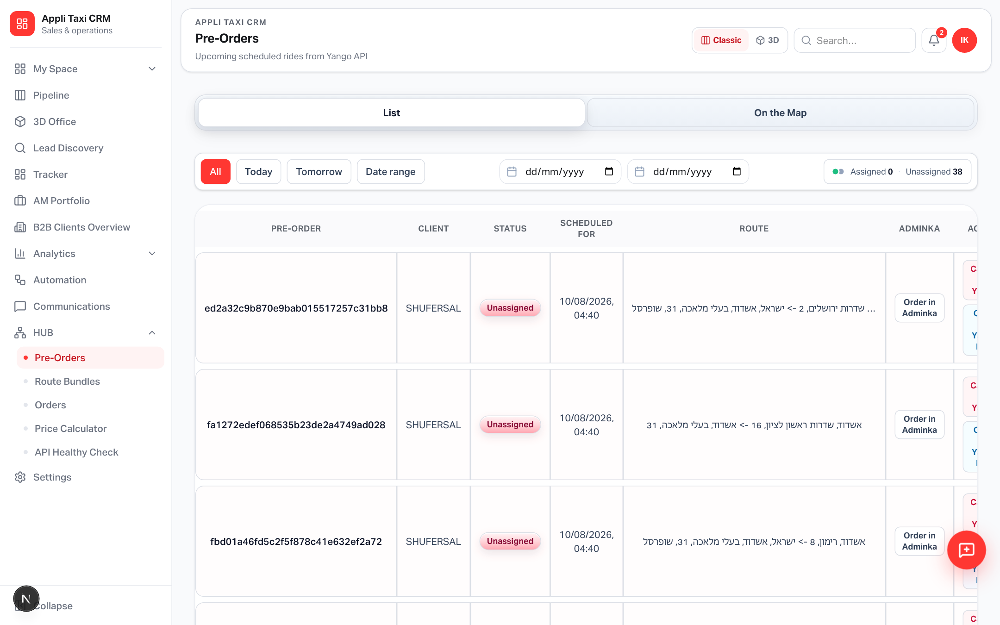 Appli Taxi CRM
Sales & operations
My Space
Pipeline
3D Office
Lead Discovery
Tracker
AM Portfolio
B2B Clients Overview
Analytics
Automation
Communications
HUB
Pre-Orders
Route Bundles
Orders
Price Calculator
API Healthy Check
Settings
Collapse
N
APPLI TAXI CRM
Pre-Orders
Upcoming scheduled rides from Yango API
Classic
3D
Search...
2
IK
List
On the Map
All
Today
Tomorrow
Date range
dd/mm/yyyy
dd/mm/yyyy
Assigned 0 · Unassigned 38
PRE-ORDER
CLIENT
STATUS
SCHEDULED
FOR
ROUTE
ADMINKA
ed2a32c9b870e9bab015517257c31bb8
SHUFERSAL
Unassigned
10/08/2026,
04:40
שדרות ירושלים, 2 -> ישראל, אשדוד, בעלי מלאכה, 31, שופרסל ...
Order in
Adminka
fa1272edef068535b23de2a4749ad028
SHUFERSAL
Unassigned
10/08/2026,
04:40
אשדוד, שדרות ראשון לציון, 16 -> אשדוד, בעלי מלאכה, 31
Order in
Adminka
fbd01a46fd5c2f5f878c41e632ef2a72
SHUFERSAL
Unassigned
10/08/2026,
04:40
אשדוד, רימון, 8 -> ישראל, אשדוד, בעלי מלאכה, 31, שופרסל
Order in
Adminka